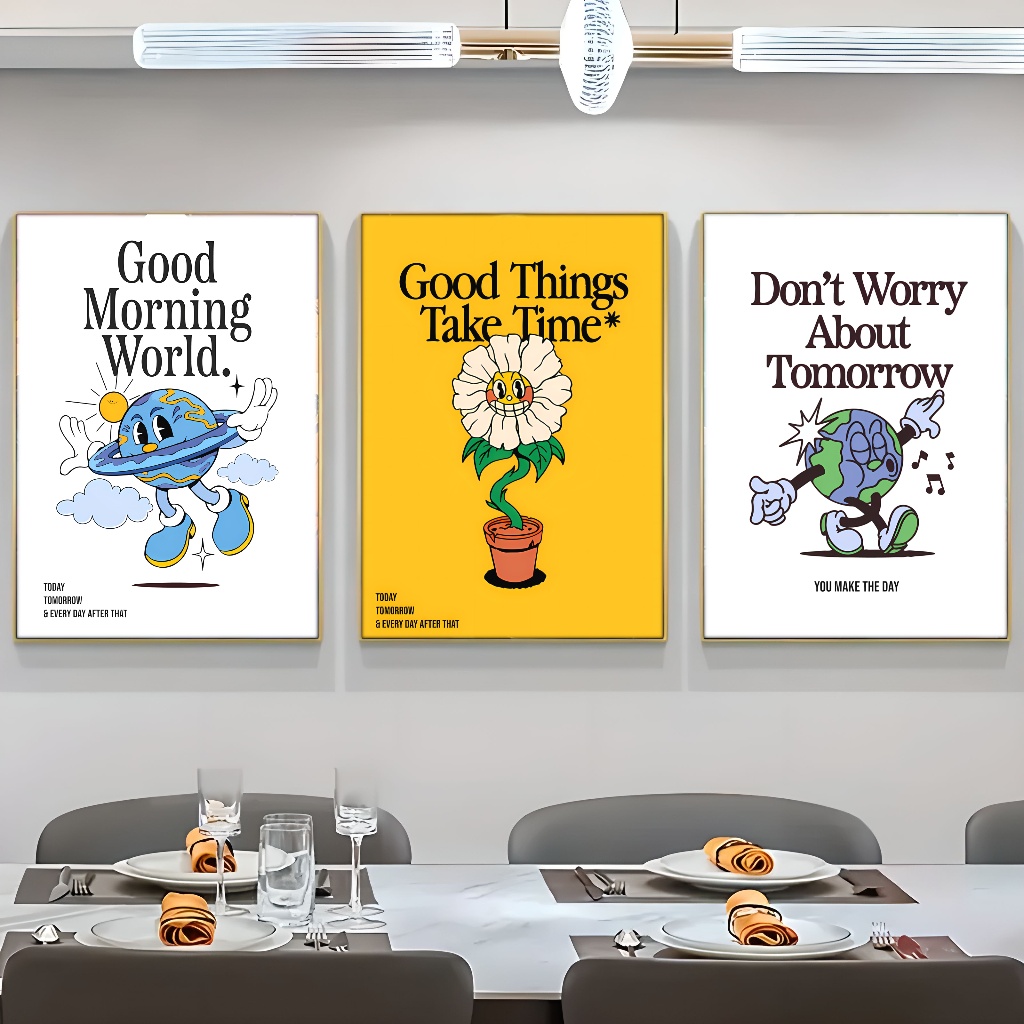 Good
Morning
World.
TODAY
TOMORROW
& EVERY DAY AFTER THAT
Good Things
Take Time*
TODAY
TOMORROW
& EVERY DAY AFTER THAT
Don't Worry
About
Tomorrow
YOU MAKE THE DAY